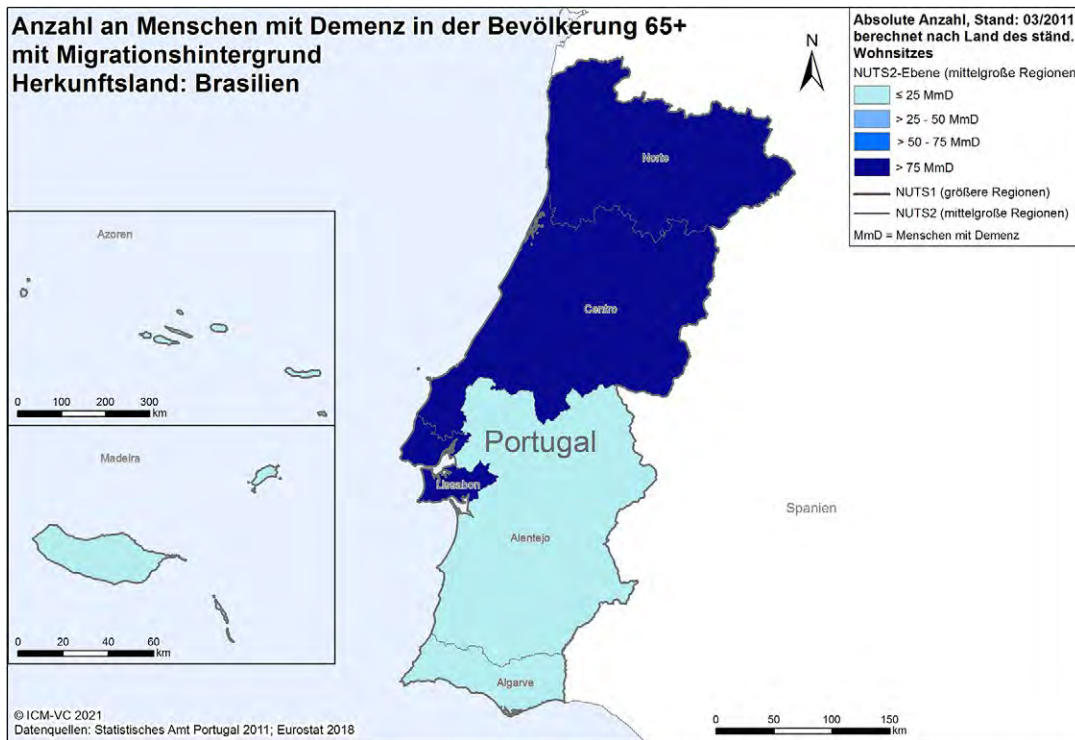 Anzahl an Menschen mit Demenz in der Bevölkerung 65+
mit Migrationshintergrund
Herkunftsland: Brasilien
Absolute Anzahl, Stand: 03/2011
berechnet nach Land des ständ.
Wohnsitzes
NUTS2-Ebene (mittelgroße Regionen
≤ 25 MmD
> 25 - 50 MmD
> 50 - 75 MmD
> 75 MmD
NUTS1 (größere Regionen)
NUTS2 (mittelgroße Regionen)
MmD = Menschen mit Demenz
N
Norte
Azoren
Centro
0 100 200 300
km
Portugal
Madeira
Lissabon
Spanien
Alentejo
0 20 40 60
km
Algarve
© ICM-VC 2021
Datenquellen: Statistisches Amt Portugal 2011; Eurostat 2018
0 50 100 150
km